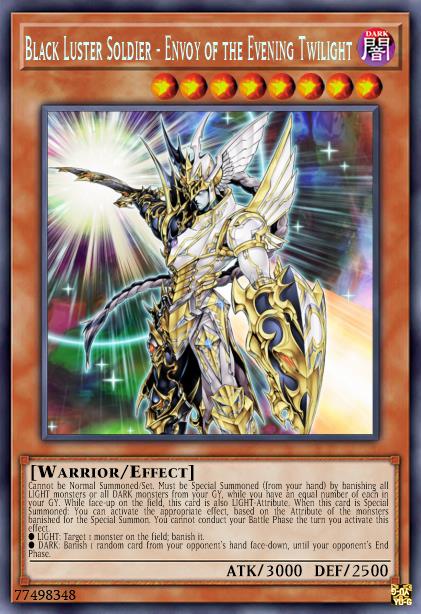 Black Luster Soldier - Envoy of the Evening Twilight
DARK
闇
[Warrior/Effect]
Cannot be Normal Summoned/Set. Must be Special Summoned (from your hand) by banishing all
LIGHT monsters or all DARK monsters from your GY, while you have an equal number of each in
your GY. While face-up on the field, this card is also LIGHT-Attribute. When this card is Special
Summoned: You can activate the appropriate effect, based on the Attribute of the monsters
banished for the Special Summon. You cannot conduct your Battle Phase the turn you activate this
effect.
● LIGHT: Target 1 monster on the field; banish it.
● DARK: Banish 1 random card from your opponent's hand face-down, until your opponent's End
Phase.
ATK/3000 DEF/2500
77498348